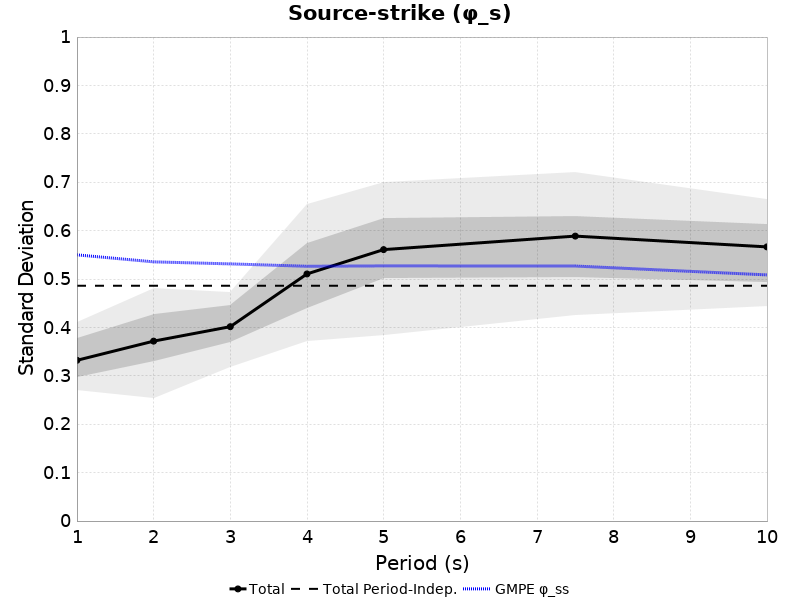 Source-strike (φ_s)
Standard Deviation
1
0.9
0.8
0.7
0.6
0.5
0.4
0.3
0.2
0.1
0
1 2 3 4 5 6 7 8 9 10
Period (s)
Total Total Period-Indep. GMPE φ_ss